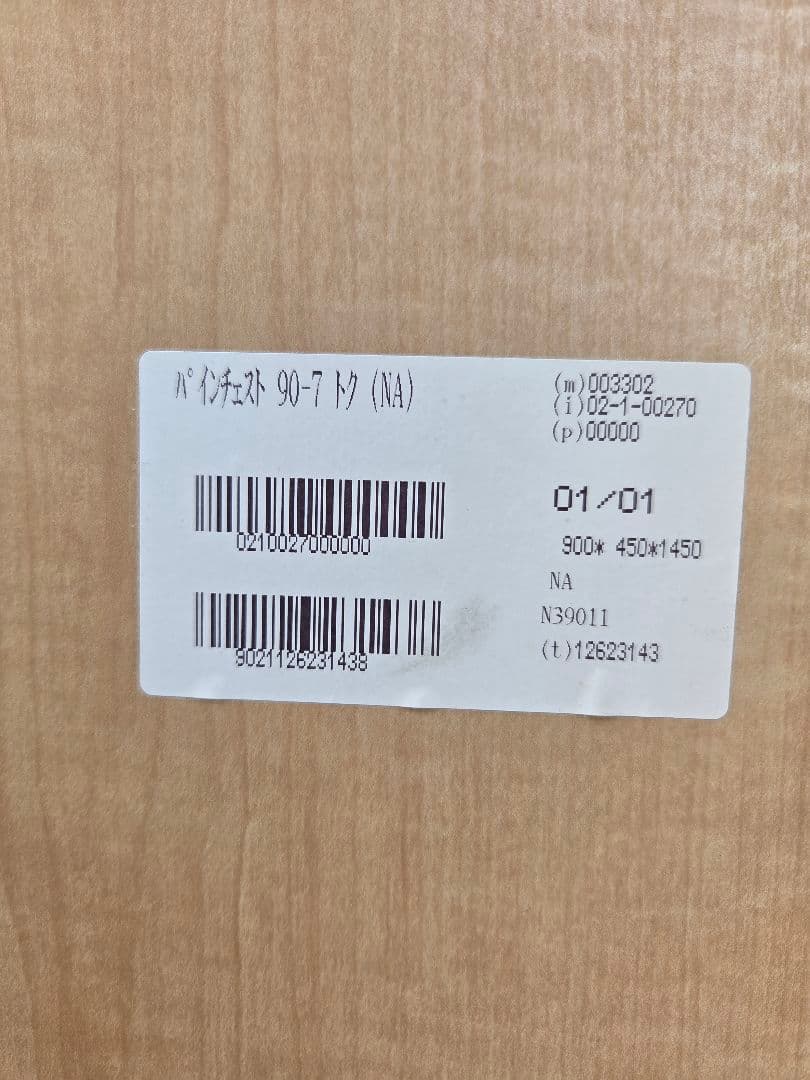 ﾊﾟｲﾝﾁｪｽﾄ 90-7 ﾄｸ (NA)
(m)003302
(i)02-1-00270
(p)00000
0210027000000
01/01
900* 450*1450
NA
N39011
9021126231438
(t)12623143